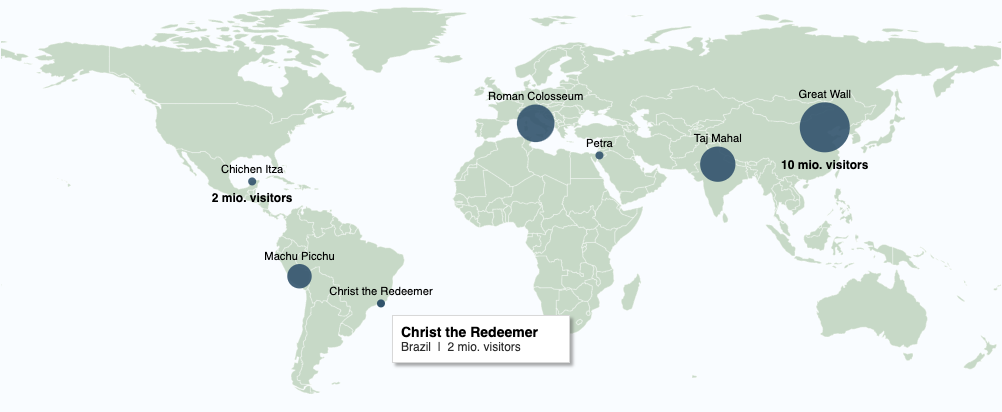 Great Wall
Roman Colosseum
Taj Mahal
Petra
10 mio. visitors
Chichen Itza
2 mio. visitors
Machu Picchu
Christ the Redeemer
Christ the Redeemer
Brazil | 2 mio. visitors